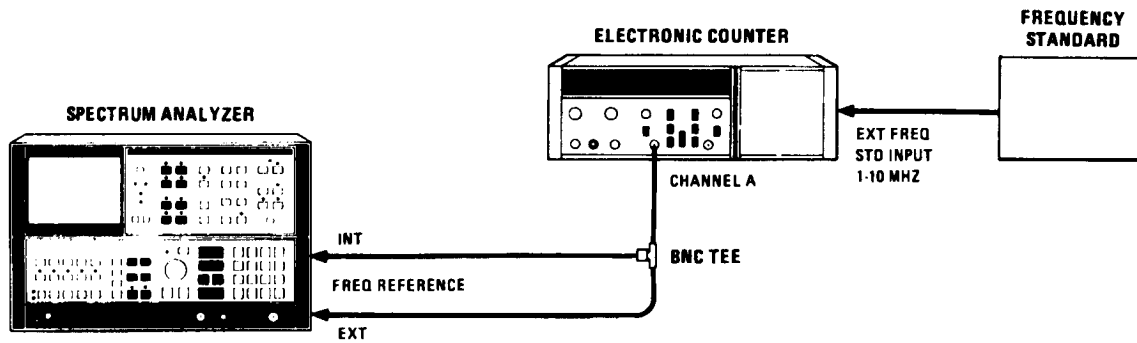 FREQUENCY
STANDARD
ELECTRONIC COUNTER
SPECTRUM ANALYZER
EXT FREQ
STD INPUT
1-10 MHZ
CHANNEL A
INT
BNC TEE
FREQ REFERENCE
EXT